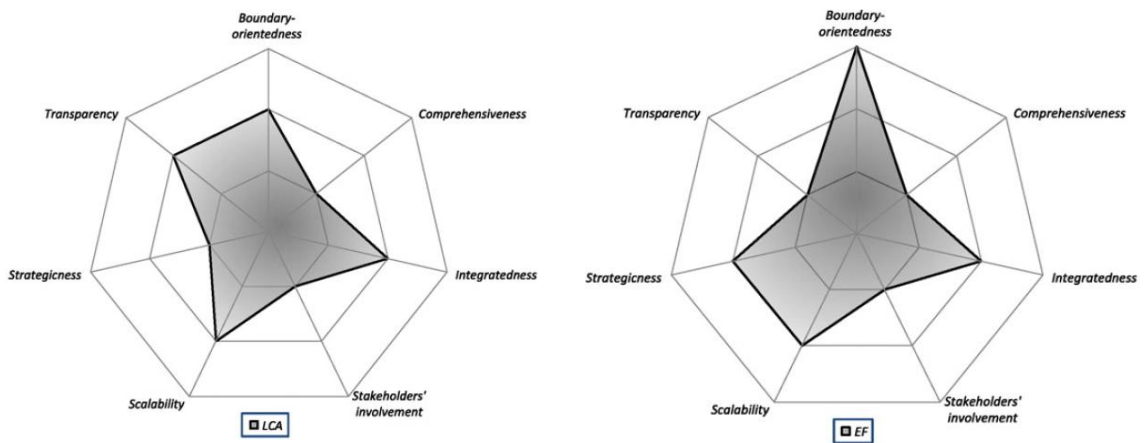 Boundary-
orientedness
Transparency
Comprehensiveness
Strategicness
Integratedness
Scalability
Stakeholders'
involvement
LCA
Boundary-
orientedness
Transparency
Comprehensiveness
Strategicness
Integratedness
Scalability
Stakeholders'
involvement
EF